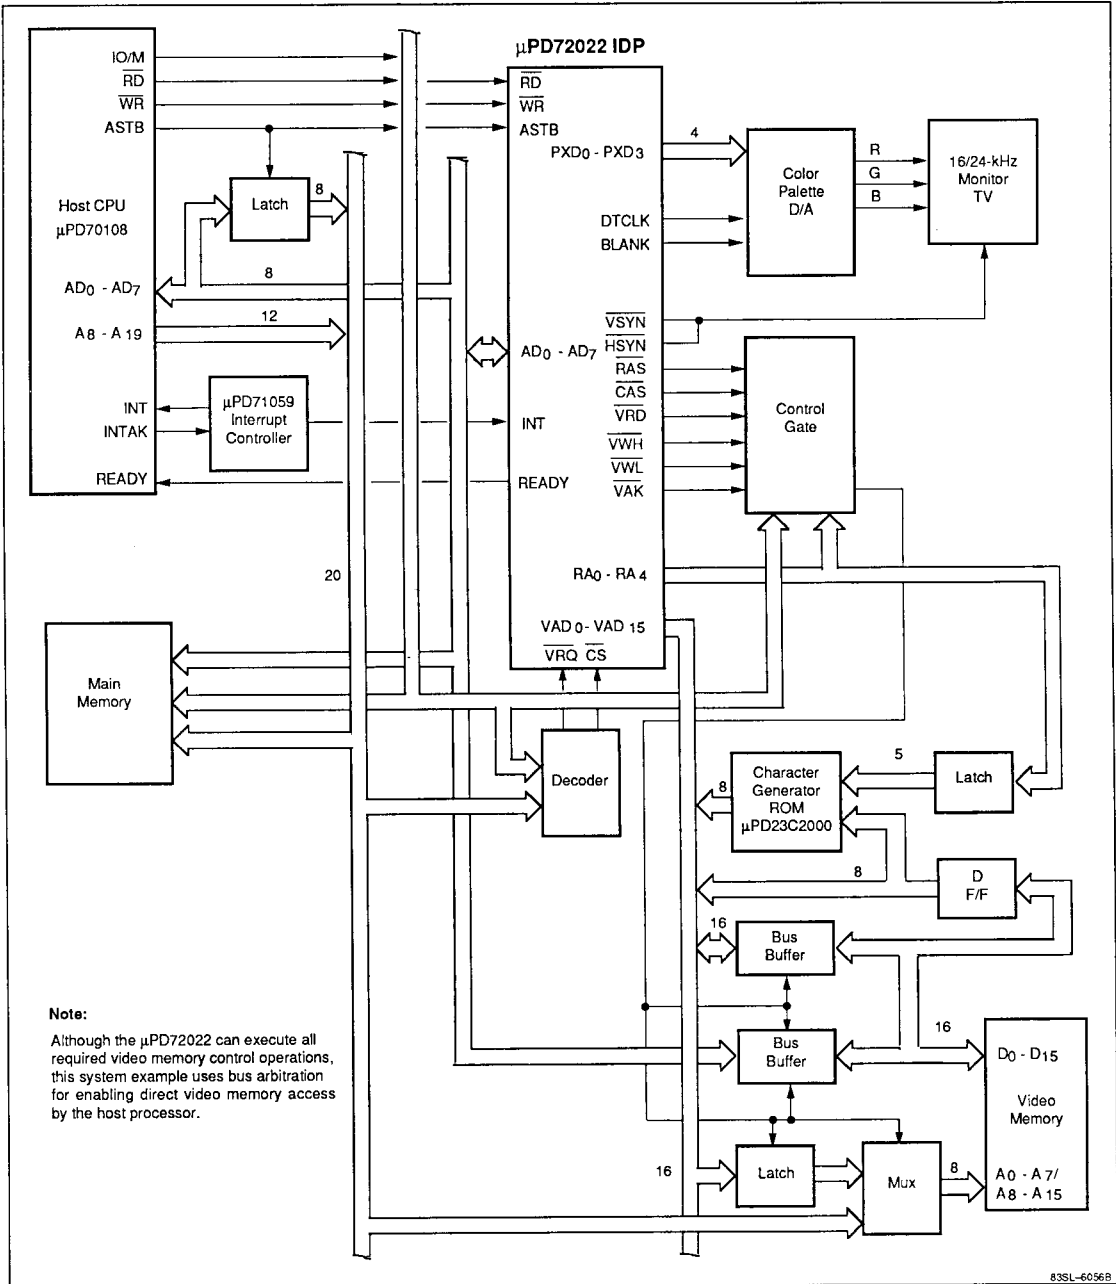 μPD72022 IDP
IO/M
RD
WR
ASTB
Host CPU
μPD70108
AD0 - AD7
A8 - A19
INT
INTAK
READY
Latch
8
8
12
μPD71059
Interrupt
Controller
RD
WR
ASTB
PXD0 - PXD3
DTCLK
BLANK
VSYN
HSYN
AD0 - AD7
RAS
CAS
VRD
INT
VWH
VWL
READY
VAK
RA0 - RA4
VAD0 - VAD15
VRQ CS
4
Color
Palette
D/A
R
G
B
16/24-kHz
Monitor
TV
Control
Gate
20
Main
Memory
Decoder
8
Character
Generator
ROM
μPD23C2000
5
Latch
8
D
F/F
16
Bus
Buffer
Bus
Buffer
16
D0 - D15
Video
Memory
A0 - A7/
A8 - A15
16
Latch
Mux
8
Note:
Although the μPD72022 can execute all
required video memory control operations,
this system example uses bus arbitration
for enabling direct video memory access
by the host processor.
83SL-6056B